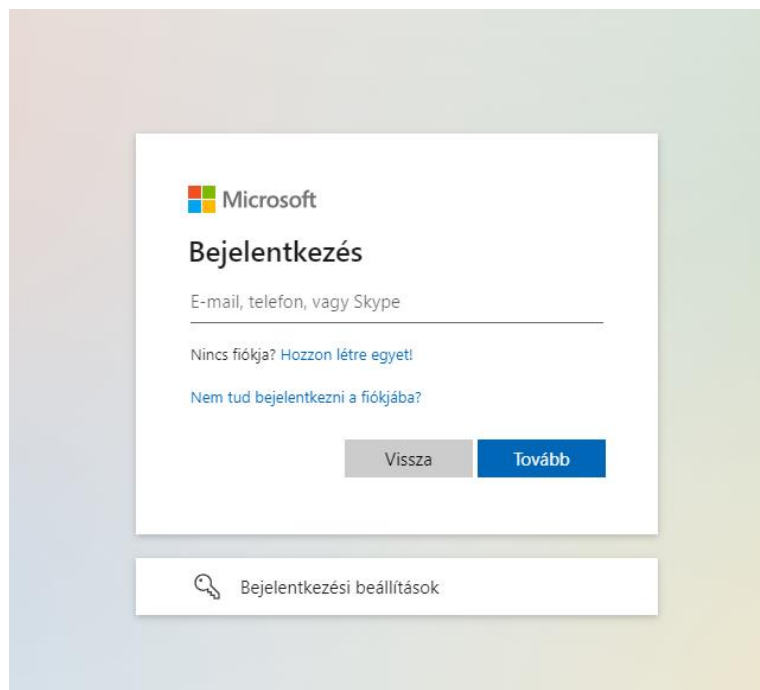 Microsoft
Bejelentkezés
E-mail, telefon, vagy Skype
Nincs fiókja? Hozzon létre egyet!
Nem tud bejelentkezni a fiókjába?
Vissza Tovább
Bejelentkezési beállítások